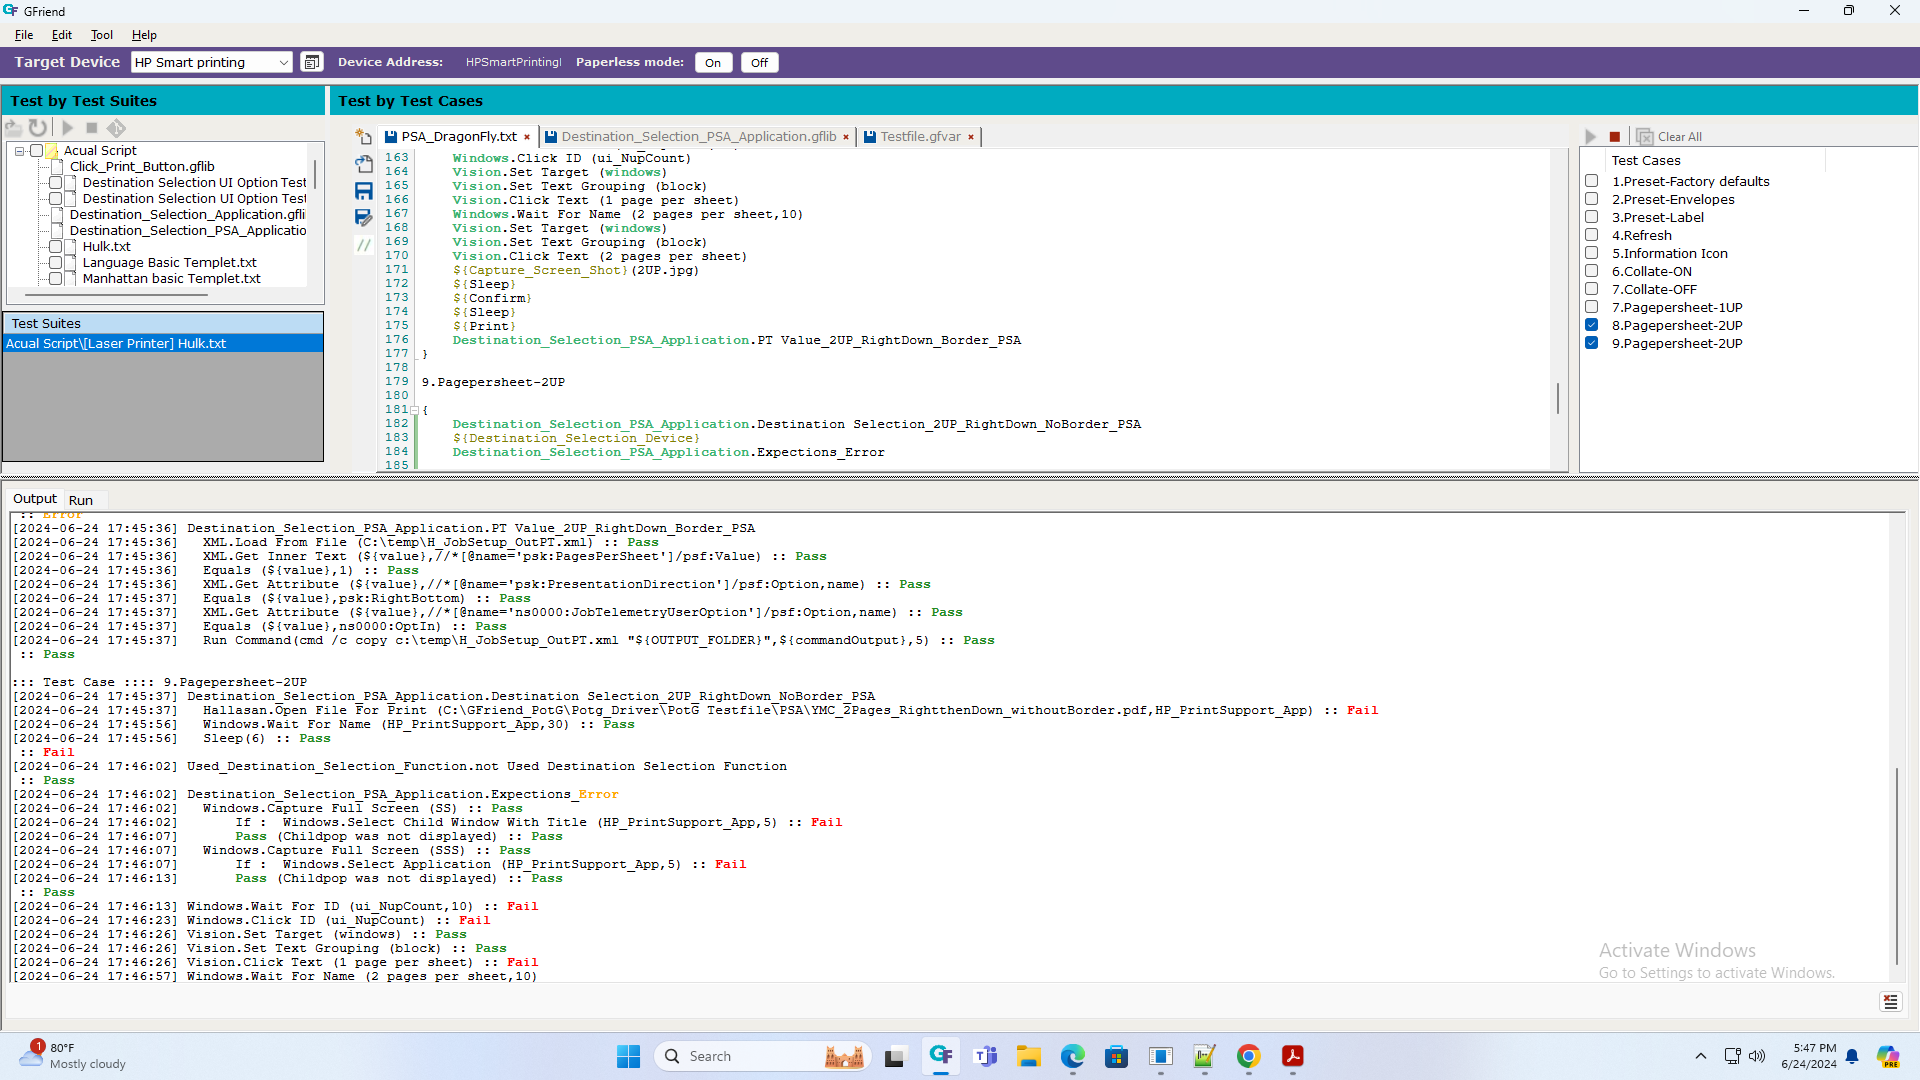 GFriend
File Edit Tool Help
Target Device HP Smart printing Device Address: HPSmartPrintingI Paperless mode: On Off
Test by Test Suites
Test by Test Cases
Acual Script
Click_Print_Button.gflib
Destination Selection UI Option Test
Destination Selection UI Option Test
Destination_Selection_Application.gfli
Destination_Selection_PSA_Applicatio
Hulk.txt
Language Basic Templet.txt
Manhattan basic Templet.txt
Test Suites
Acual Script\[Laser Printer] Hulk.txt
PSA_DragonFly.txt × Destination_Selection_PSA_Application.gflib × Testfile.gfvar ×
163 Windows.Click ID (ui_NupCount)
164 Vision.Set Target (windows)
165 Vision.Set Text Grouping (block)
166 Vision.Click Text (1 page per sheet)
167 Windows.Wait For Name (2 pages per sheet,10)
168 Vision.Set Target (windows)
169 Vision.Set Text Grouping (block)
170 Vision.Click Text (2 pages per sheet)
171 ${Capture_Screen_Shot}(2UP.jpg)
172 ${Sleep}
173 ${Confirm}
174 ${Sleep}
175 ${Print}
176 Destination_Selection_PSA_Application.PT Value_2UP_RightDown_Border_PSA
177 }
178
179 9.Pagepersheet-2UP
180
181 {
182 Destination_Selection_PSA_Application.Destination Selection_2UP_RightDown_NoBorder_PSA
183 ${Destination_Selection_Device}
184 Destination_Selection_PSA_Application.Expections_Error
185
//
Clear All
Test Cases
1.Preset-Factory defaults
2.Preset-Envelopes
3.Preset-Label
4.Refresh
5.Information Icon
6.Collate-ON
7.Collate-OFF
7.Pagepersheet-1UP
8.Pagepersheet-2UP
9.Pagepersheet-2UP
Output Run
:: Error
[2024-06-24 17:45:36] Destination_Selection_PSA_Application.PT Value_2UP_RightDown_Border_PSA
[2024-06-24 17:45:36] XML.Load From File (C:\temp\H_JobSetup_OutPT.xml) :: Pass
[2024-06-24 17:45:36] XML.Get Inner Text (${value},//*[@name='psk:PagesPerSheet']/psf:Value) :: Pass
[2024-06-24 17:45:36] Equals (${value},1) :: Pass
[2024-06-24 17:45:36] XML.Get Attribute (${value},//*[@name='psk:PresentationDirection']/psf:Option,name) :: Pass
[2024-06-24 17:45:37] Equals (${value},psk:RightBottom) :: Pass
[2024-06-24 17:45:37] XML.Get Attribute (${value},//*[@name='ns0000:JobTelemetryUserOption']/psf:Option,name) :: Pass
[2024-06-24 17:45:37] Equals (${value},ns0000:OptIn) :: Pass
[2024-06-24 17:45:37] Run Command(cmd /c copy c:\temp\H_JobSetup_OutPT.xml "${OUTPUT_FOLDER}",${commandOutput},5) :: Pass
:: Pass
::: Test Case :::: 9.Pagepersheet-2UP
[2024-06-24 17:45:37] Destination_Selection_PSA_Application.Destination Selection_2UP_RightDown_NoBorder_PSA
[2024-06-24 17:45:37] Hallasan.Open File For Print (C:\GFriend_PotG\Potg_Driver\PotG Testfile\PSA\YMC_2Pages_RightthenDown_withoutBorder.pdf,HP_PrintSupport_App) :: Fail
[2024-06-24 17:45:56] Windows.Wait For Name (HP_PrintSupport_App,30) :: Pass
[2024-06-24 17:45:56] Sleep(6) :: Pass
:: Fail
[2024-06-24 17:46:02] Used_Destination_Selection_Function.not Used Destination Selection Function
:: Pass
[2024-06-24 17:46:02] Destination_Selection_PSA_Application.Expections_Error
[2024-06-24 17:46:02] Windows.Capture Full Screen (SS) :: Pass
[2024-06-24 17:46:02] If : Windows.Select Child Window With Title (HP_PrintSupport_App,5) :: Fail
[2024-06-24 17:46:07] Pass (Childpop was not displayed) :: Pass
[2024-06-24 17:46:07] Windows.Capture Full Screen (SSS) :: Pass
[2024-06-24 17:46:07] If : Windows.Select Application (HP_PrintSupport_App,5) :: Fail
[2024-06-24 17:46:13] Pass (Childpop was not displayed) :: Pass
:: Pass
[2024-06-24 17:46:13] Windows.Wait For ID (ui_NupCount,10) :: Fail
[2024-06-24 17:46:23] Windows.Click ID (ui_NupCount) :: Fail
[2024-06-24 17:46:26] Vision.Set Target (windows) :: Pass
[2024-06-24 17:46:26] Vision.Set Text Grouping (block) :: Pass
[2024-06-24 17:46:26] Vision.Click Text (1 page per sheet) :: Fail
[2024-06-24 17:46:57] Windows.Wait For Name (2 pages per sheet,10)
Activate Windows
Go to Settings to activate Windows.
1
80°F
Mostly cloudy
Search
GF
PRE
5:47 PM
6/24/2024